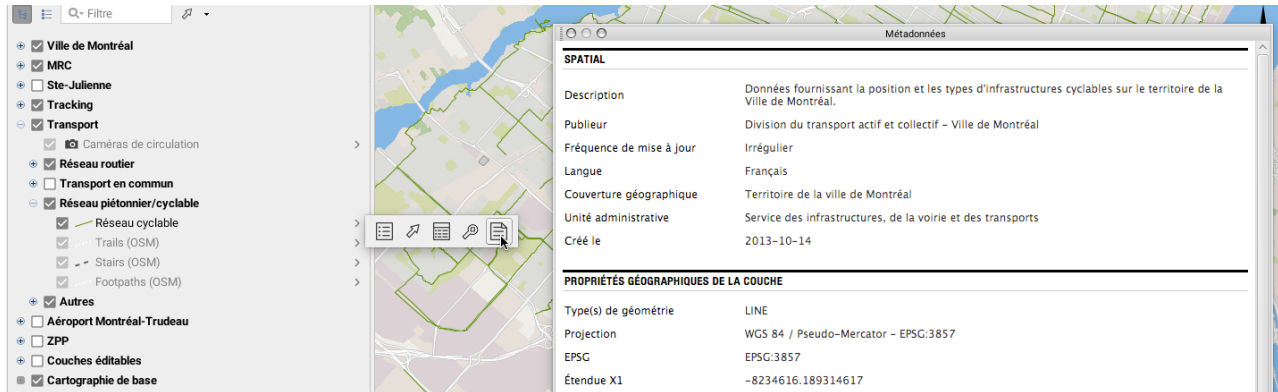 Filtre
Ville de Montréal
MRC
Ste-Julienne
Tracking
Transport
Caméras de circulation
Réseau routier
Transport en commun
Réseau piétonnier/cyclable
Réseau cyclable
Trails (OSM)
Stairs (OSM)
Footpaths (OSM)
Autres
Aéroport Montréal-Trudeau
ZPP
Couches éditables
Cartographie de base
Métadonnées
SPATIAL
Description Données fournissant la position et les types d'infrastructures cyclables sur le territoire de la
Ville de Montréal.
Publieur Division du transport actif et collectif - Ville de Montréal
Fréquence de mise à jour Irrégulier
Langue Français
Couverture géographique Territoire de la ville de Montréal
Unité administrative Service des infrastructures, de la voirie et des transports
Créé le 2013-10-14
PROPRIÉTÉS GÉOGRAPHIQUES DE LA COUCHE
Type(s) de géométrie LINE
Projection WGS 84 / Pseudo-Mercator - EPSG:3857
EPSG EPSG:3857
Étendue X1 -8234616.189314617